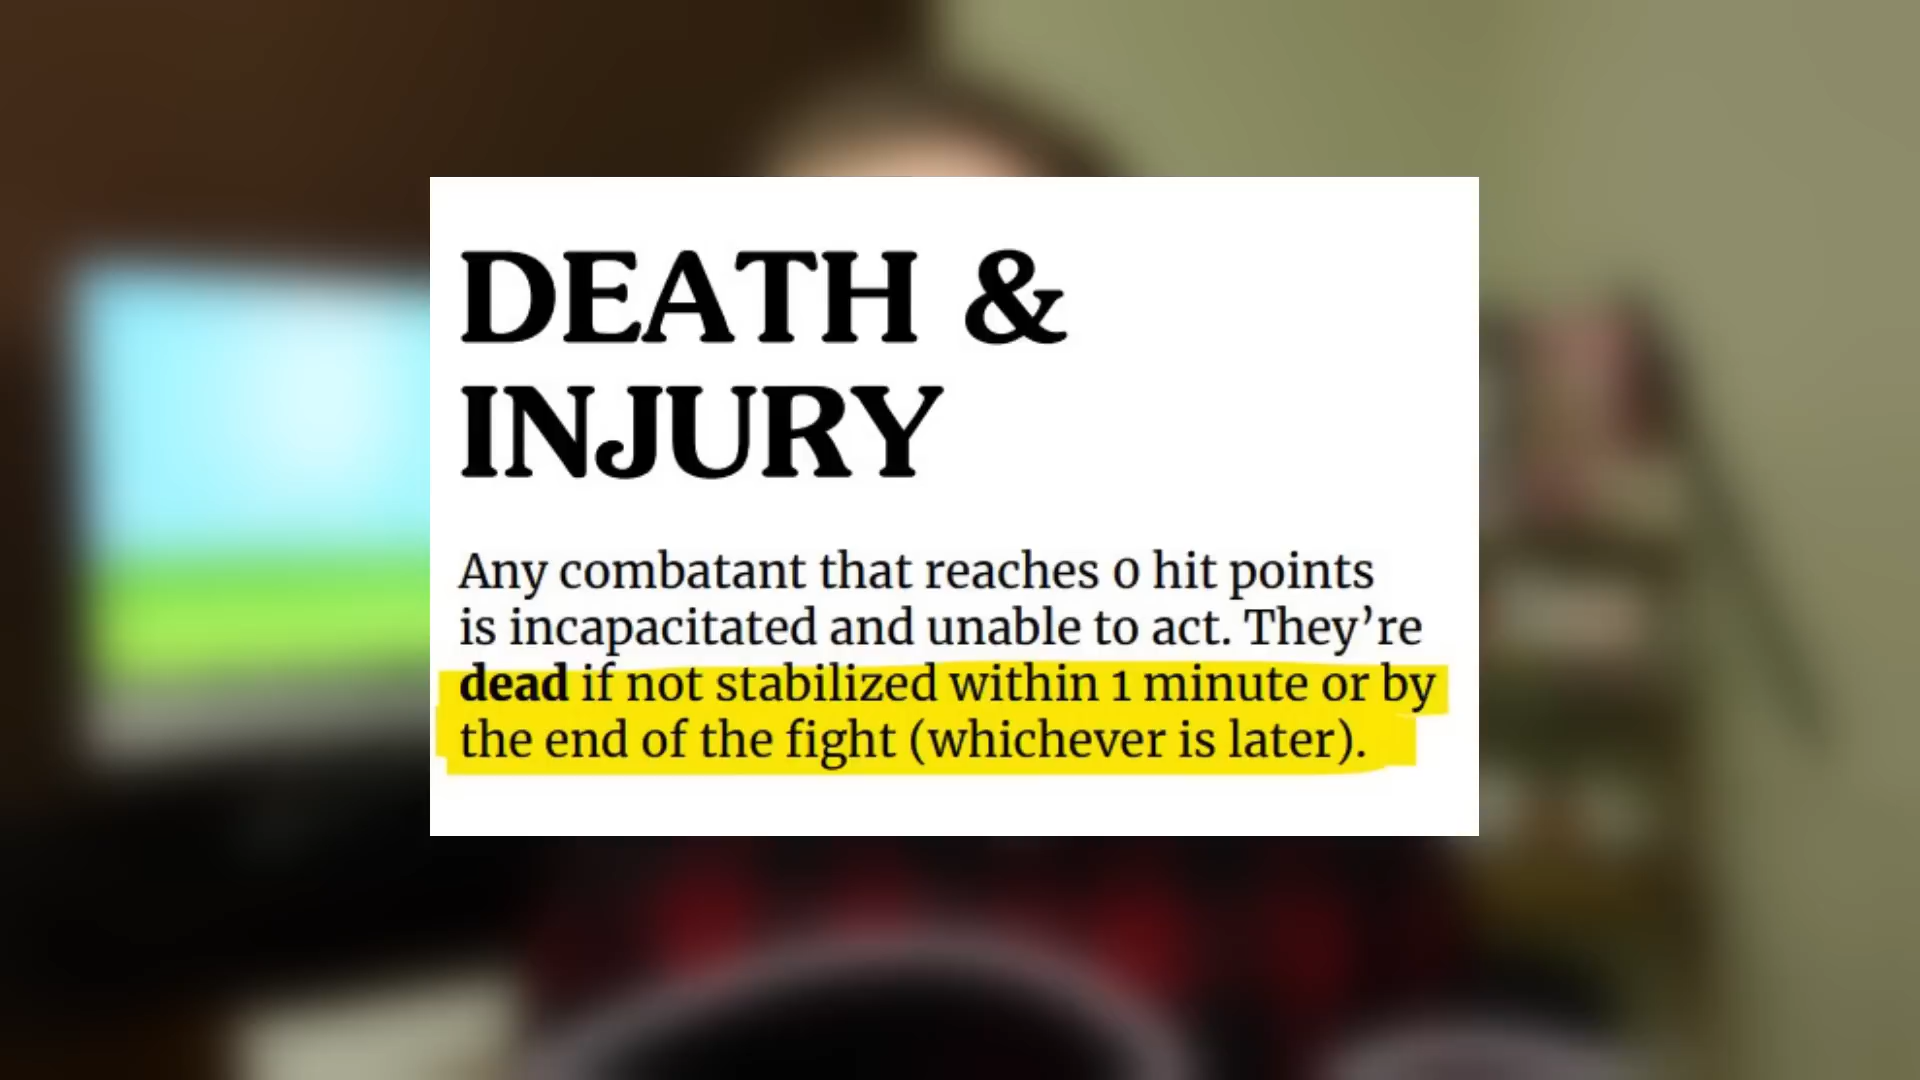 DEATH &
INJURY
Any combatant that reaches 0 hit points
is incapacitated and unable to act. They’re
dead if not stabilized within 1 minute or by
the end of the fight (whichever is later).